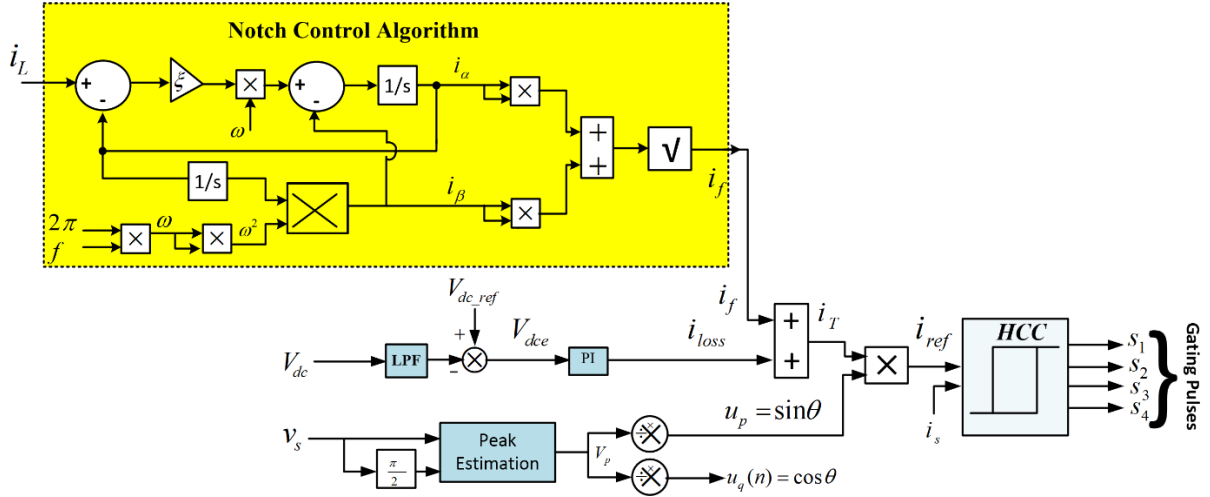 Notch Control Algorithm
i_L
+
-
ξ
×
ω
+
-
1/s
i_α
×
+
+
√
i_f
1/s
i_β
×
2π
f
×
ω
×
ω²
V_dc_ref
+
V_dc
LPF
−
×
V_dce
PI
i_loss
i_f
+
+
i_T
×
i_ref
HCC
i_s
s_1
s_2
s_3
s_4
}
Gating Pulses
v_s
π/2
Peak
Estimation
V_p
÷×
u_p = sinθ
÷×
u_q(n) = cosθ